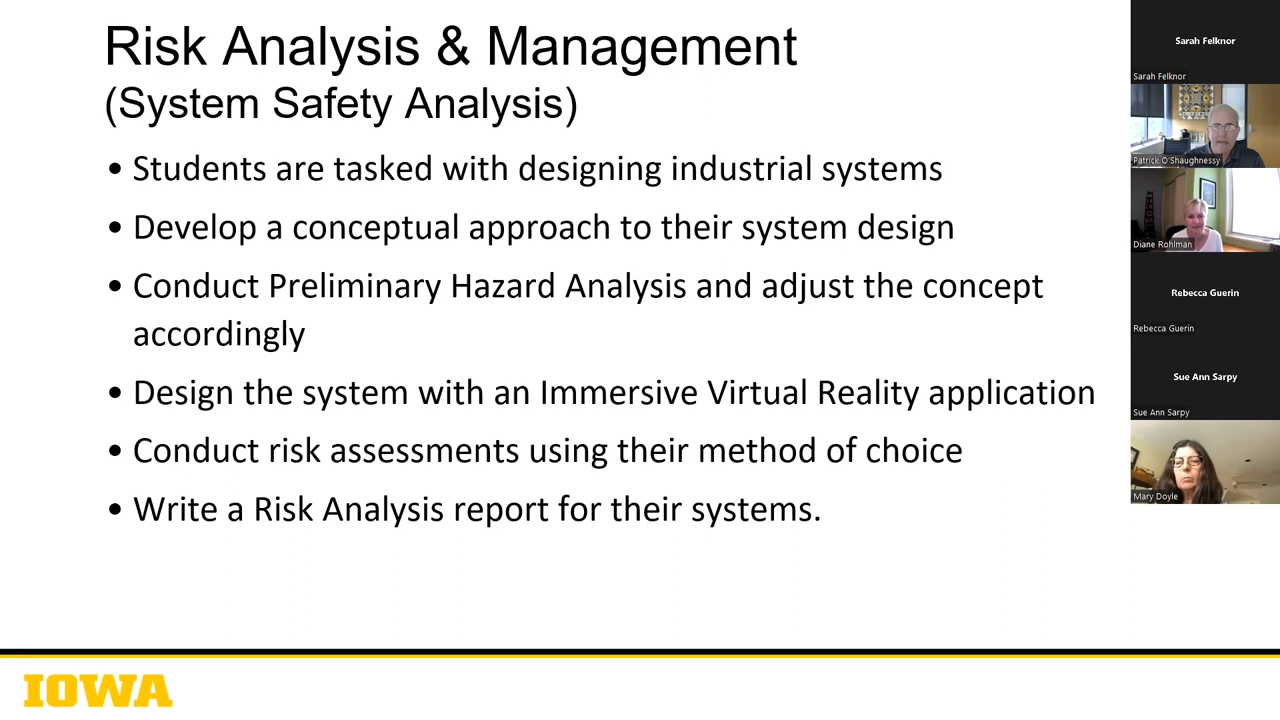 Risk Analysis & Management
(System Safety Analysis)
• Students are tasked with designing industrial systems
• Develop a conceptual approach to their system design
• Conduct Preliminary Hazard Analysis and adjust the concept
accordingly
• Design the system with an Immersive Virtual Reality application
• Conduct risk assessments using their method of choice
• Write a Risk Analysis report for their systems.
IOWA
Sarah Felknor
Sarah Felknor
Patrick O'Shaughnessy
Diane Rohlman
Rebecca Guerin
Rebecca Guerin
Sue Ann Sarpy
Sue Ann Sarpy
Mary Doyle